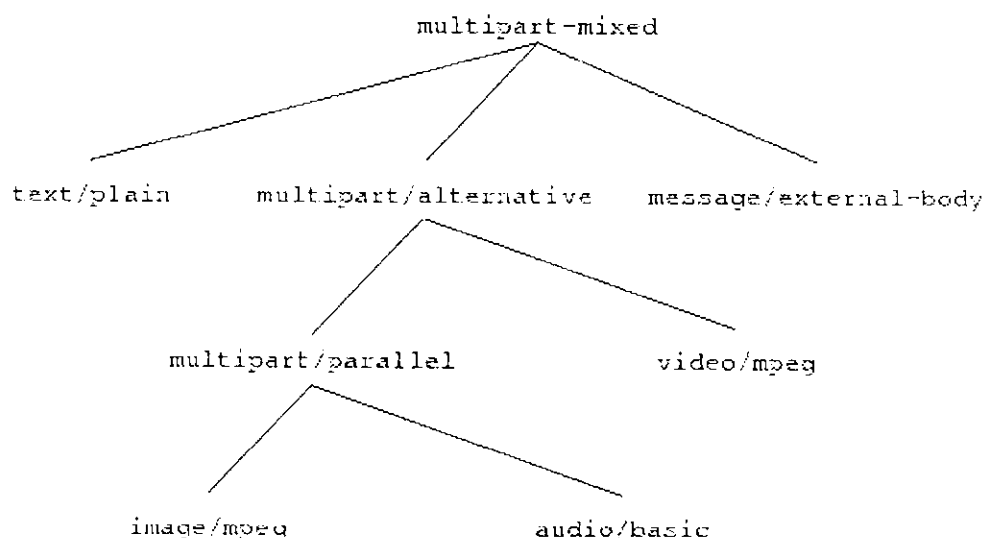 multipart-mixed
text/plain
multipart/alternative
message/external-body
multipart/parallel
video/mpeg
image/mpeg
audio/basic